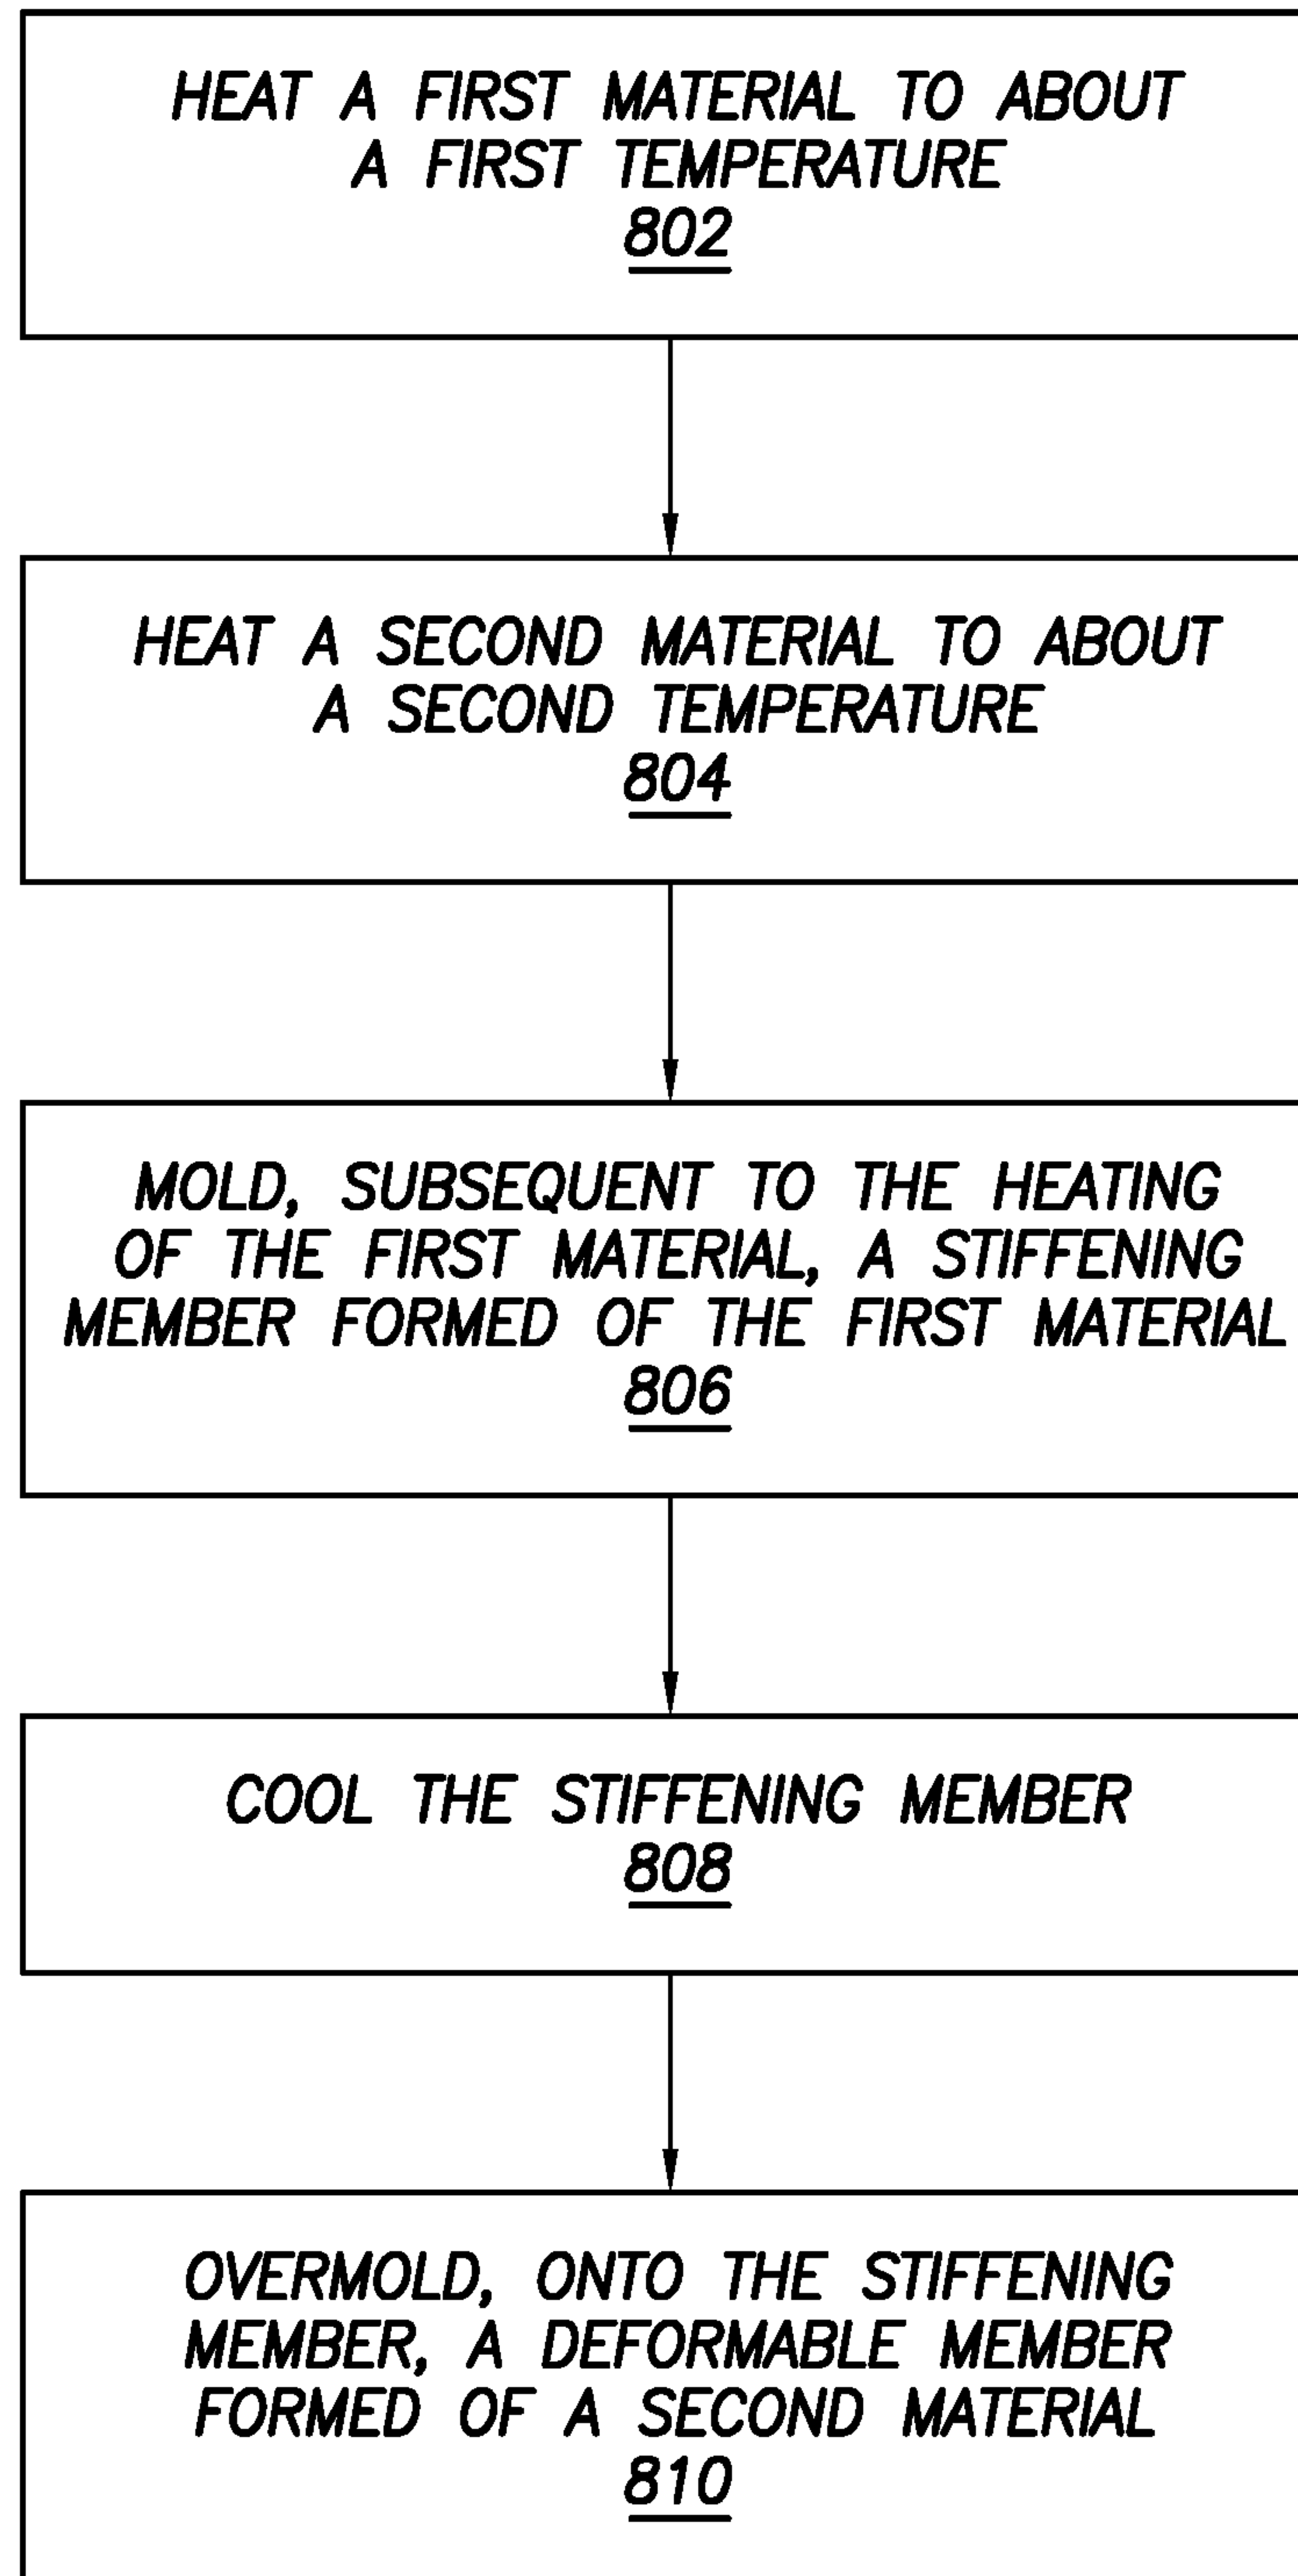 HEAT A FIRST MATERIAL TO ABOUT
A FIRST TEMPERATURE
802
HEAT A SECOND MATERIAL TO ABOUT
A SECOND TEMPERATURE
804
MOLD, SUBSEQUENT TO THE HEATING
OF THE FIRST MATERIAL, A STIFFENING
MEMBER FORMED OF THE FIRST MATERIAL
806
COOL THE STIFFENING MEMBER
808
OVERMOLD, ONTO THE STIFFENING
MEMBER, A DEFORMABLE MEMBER
FORMED OF A SECOND MATERIAL
810